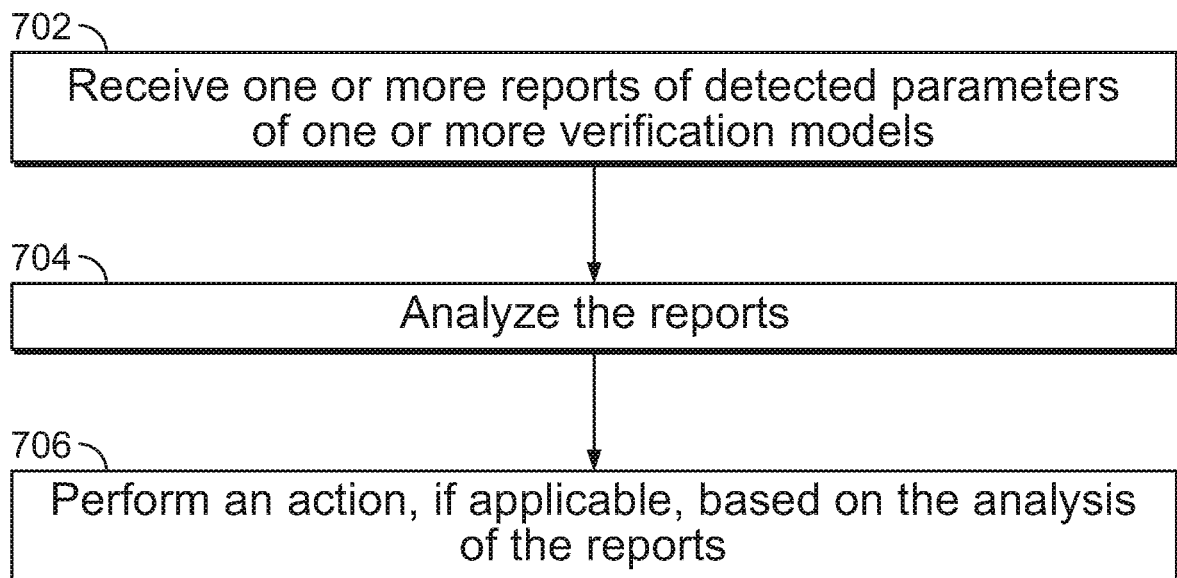 702
Receive one or more reports of detected parameters
of one or more verification models
704
Analyze the reports
706
Perform an action, if applicable, based on the analysis
of the reports